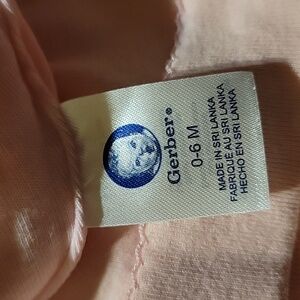 Gerber®
0-6 M
MADE IN SRI LANKA
FABRIQUÉ AU SRI LANKA
HECHO EN SRI LANKA